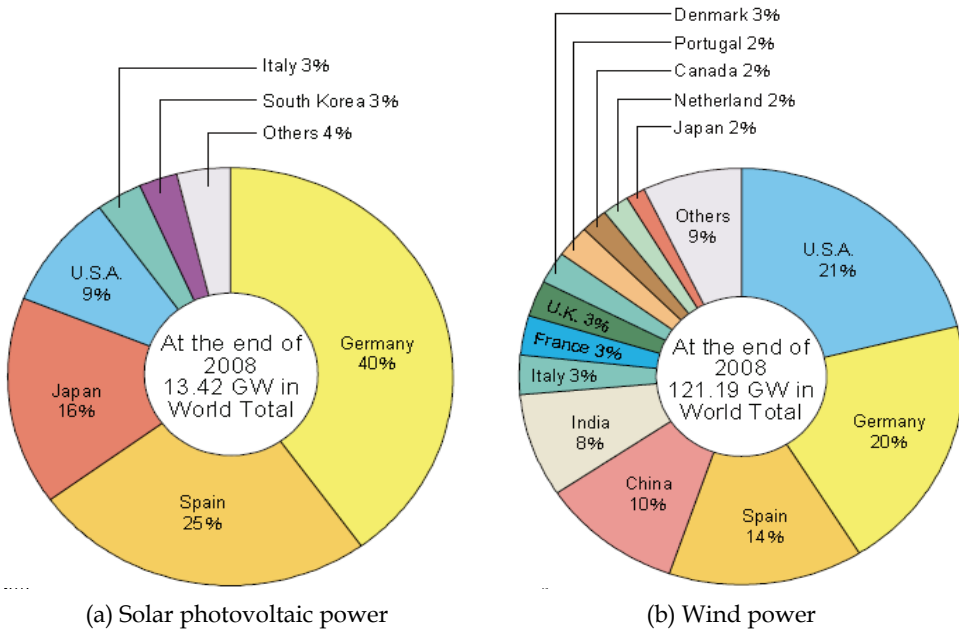 Italy 3%
South Korea 3%
Others 4%
U.S.A.
9%
Germany
40%
Japan
16%
Spain
25%
At the end of
2008
13.42 GW in
World Total
(a) Solar photovoltaic power
Denmark 3%
Portugal 2%
Canada 2%
Netherland 2%
Japan 2%
Others
9%
U.S.A.
21%
U.K. 3%
France 3%
Italy 3%
Germany
20%
India
8%
China
10%
Spain
14%
At the end of
2008
121.19 GW in
World Total
(b) Wind power